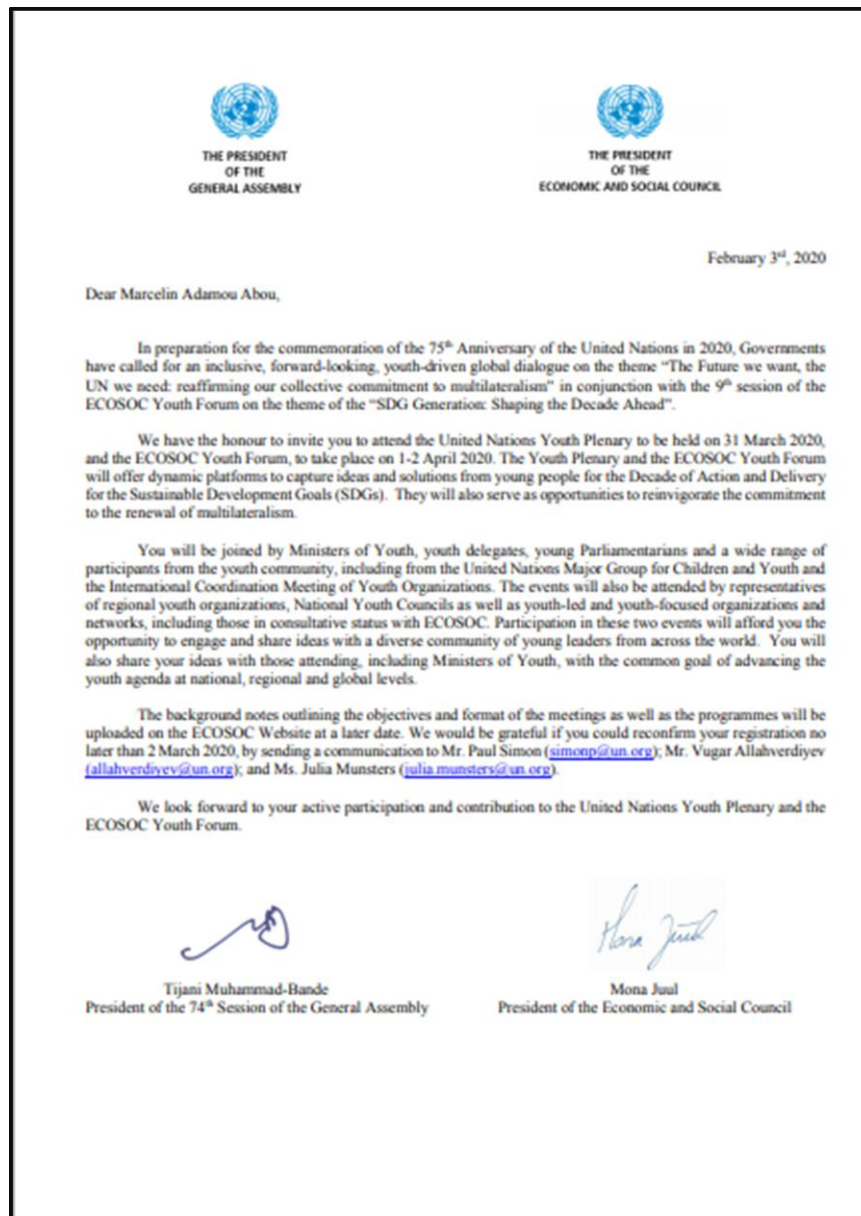 THE PRESIDENT
OF THE
GENERAL ASSEMBLY
THE PRESIDENT
OF THE
ECONOMIC AND SOCIAL COUNCIL
February 3rd, 2020
Dear Marcelin Adamou Abou,
In preparation for the commemoration of the 75th Anniversary of the United Nations in 2020, Governments
have called for an inclusive, forward-looking, youth-driven global dialogue on the theme “The Future we want, the
UN we need: reaffirming our collective commitment to multilateralism” in conjunction with the 9th session of the
ECOSOC Youth Forum on the theme of the “SDG Generation: Shaping the Decade Ahead”.
We have the honour to invite you to attend the United Nations Youth Plenary to be held on 31 March 2020,
and the ECOSOC Youth Forum, to take place on 1-2 April 2020. The Youth Plenary and the ECOSOC Youth Forum
will offer dynamic platforms to capture ideas and solutions from young people for the Decade of Action and Delivery
for the Sustainable Development Goals (SDGs). They will also serve as opportunities to reinvigorate the commitment
to the renewal of multilateralism.
You will be joined by Ministers of Youth, youth delegates, young Parliamentarians and a wide range of
participants from the youth community, including from the United Nations Major Group for Children and Youth and
the International Coordination Meeting of Youth Organizations. The events will also be attended by representatives
of regional youth organizations, National Youth Councils as well as youth-led and youth-focused organizations and
networks, including those in consultative status with ECOSOC. Participation in these two events will afford you the
opportunity to engage and share ideas with a diverse community of young leaders from across the world. You will
also share your ideas with those attending, including Ministers of Youth, with the common goal of advancing the
youth agenda at national, regional and global levels.
The background notes outlining the objectives and format of the meetings as well as the programmes will be
uploaded on the ECOSOC Website at a later date. We would be grateful if you could reconfirm your registration no
later than 2 March 2020, by sending a communication to Mr. Paul Simon (simonp@un.org); Mr. Vugar Allahverdiyev
(allahverdiyev@un.org); and Ms. Julia Munsters (julia.munsters@un.org).
We look forward to your active participation and contribution to the United Nations Youth Plenary and the
ECOSOC Youth Forum.
Mona Juul
Tijani Muhammad-Bande
President of the 74th Session of the General Assembly
Mona Juul
President of the Economic and Social Council